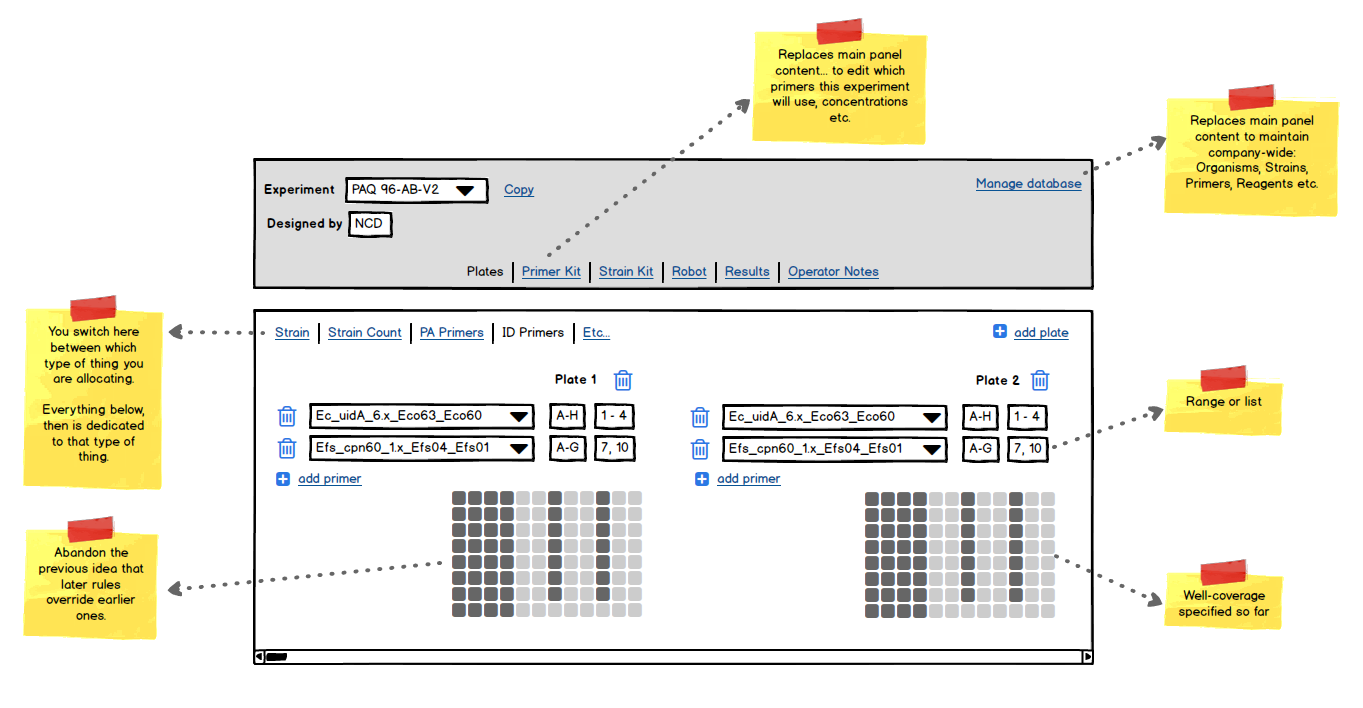 Replaces main panel
content... to edit which
primers this experiment
will use, concentrations
etc.
Replaces main panel
content to maintain
company-wide:
Organisms, Strains,
Primers, Reagents etc.
Experiment PAQ 96-AB-V2 Copy Manage database
Designed by NCD
Plates Primer Kit Strain Kit Robot Results Operator Notes
You switch here
between which
type of thing you
are allocating.
Everything below,
then is dedicated
to that type of
thing.
Strain Strain Count PA Primers ID Primers Etc... add plate
Plate 1
Ec_uidA_6.x_Eco63_Eco60 A-H 1 - 4
Efs_cpn60_1.x_Efs04_Efs01 A-G 7, 10
add primer
Plate 2
Ec_uidA_6.x_Eco63_Eco60 A-H 1 - 4
Efs_cpn60_1.x_Efs04_Efs01 A-G 7, 10
add primer
Range or list
Abandon the
previous idea that
later rules
override earlier
ones.
Well-coverage
specified so far